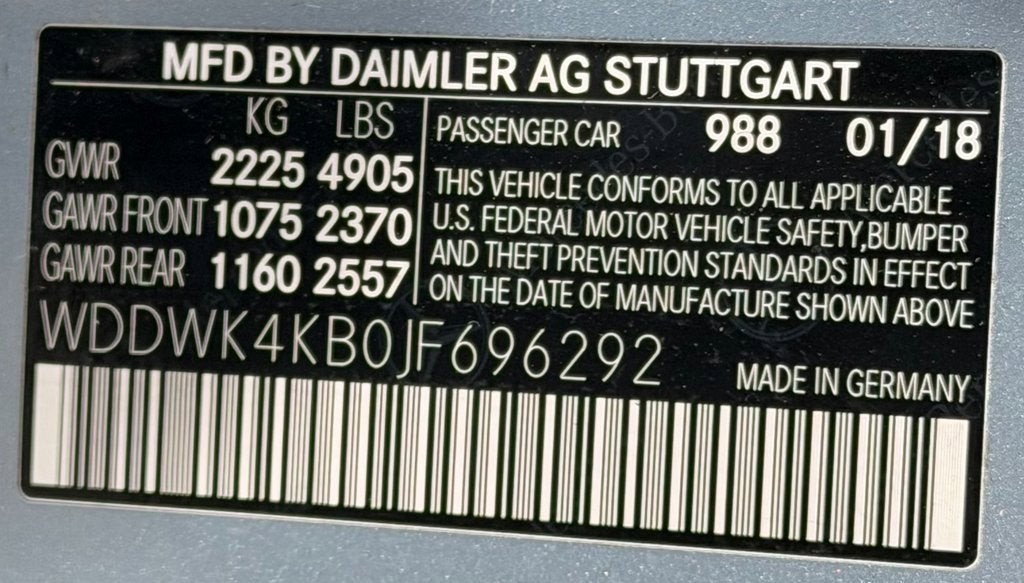 MFD BY DAIMLER AG STUTTGART
KG LBS
GVWR 2225 4905
GAWR FRONT 1075 2370
GAWR REAR 1160 2557
PASSENGER CAR 988 01/18
THIS VEHICLE CONFORMS TO ALL APPLICABLE
U.S. FEDERAL MOTOR VEHICLE SAFETY,BUMPER
AND THEFT PREVENTION STANDARDS IN EFFECT
ON THE DATE OF MANUFACTURE SHOWN ABOVE
WDDWK4KB0JF696292
MADE IN GERMANY